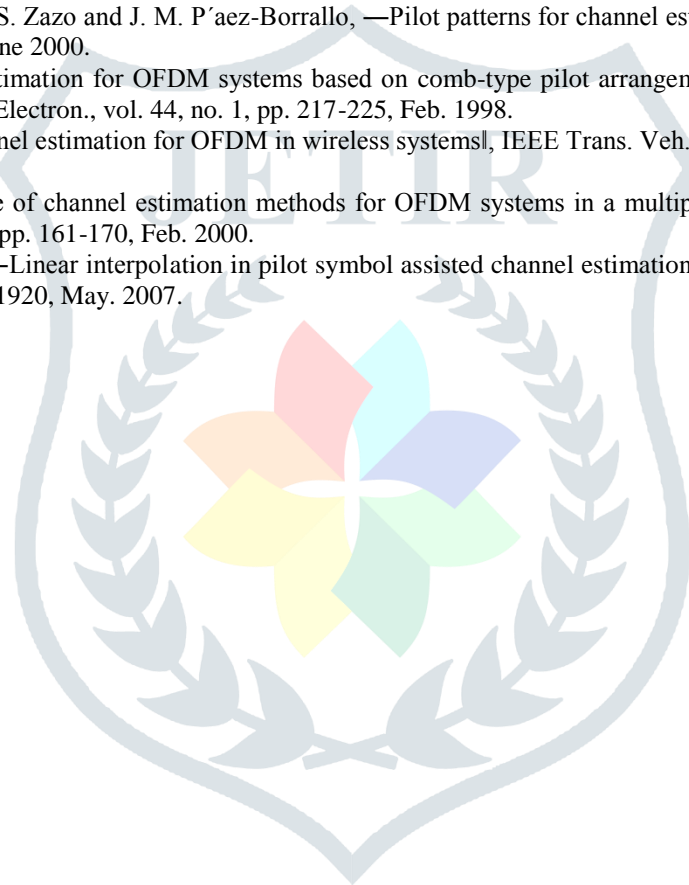 S. Zazo and J. M. P´aez-Borrallo, ―Pilot patterns for channel est
ne 2000.
timation for OFDM systems based on comb-type pilot arrangem
Electron., vol. 44, no. 1, pp. 217-225, Feb. 1998.
nel estimation for OFDM in wireless systems‖, IEEE Trans. Veh.
e of channel estimation methods for OFDM systems in a multip
pp. 161-170, Feb. 2000.
-Linear interpolation in pilot symbol assisted channel estimation
1920, May. 2007.
JETIR